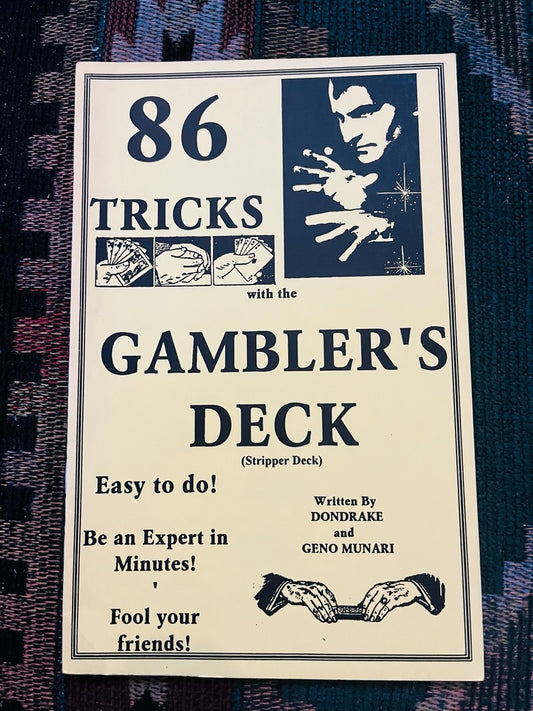 86
TRICKS
with the
GAMBLER'S
DECK
(Stripper Deck)
Easy to do!
Be an Expert in
Minutes!
'
Fool your
friends!
Written By
DONDRAKE
and
GENO MUNARI